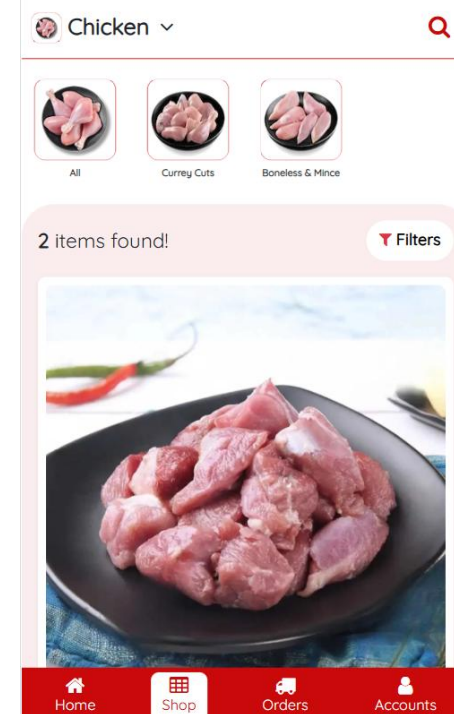 Chicken
All
Currey Cuts
Boneless & Mince
2 items found!
Filters
Home
Shop
Orders
Accounts